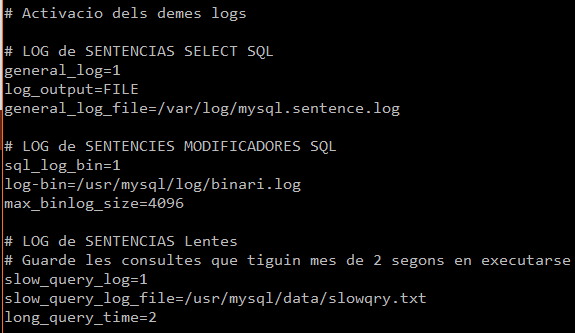 # Activacio dels demes logs
# LOG de SENTENCIAS SELECT SQL
general_log=1
log_output=FILE
general_log_file=/var/log/mysql.sentence.log
# LOG de SENTENCIES MODIFICADORES SQL
sql_log_bin=1
log-bin=/usr/mysql/log/binari.log
max_binlog_size=4096
# LOG de SENTENCIAS Lentes
# Guarde les consultes que tiguin mes de 2 segons en executarse
slow_query_log=1
slow_query_log_file=/usr/mysql/data/slowqry.txt
long_query_time=2